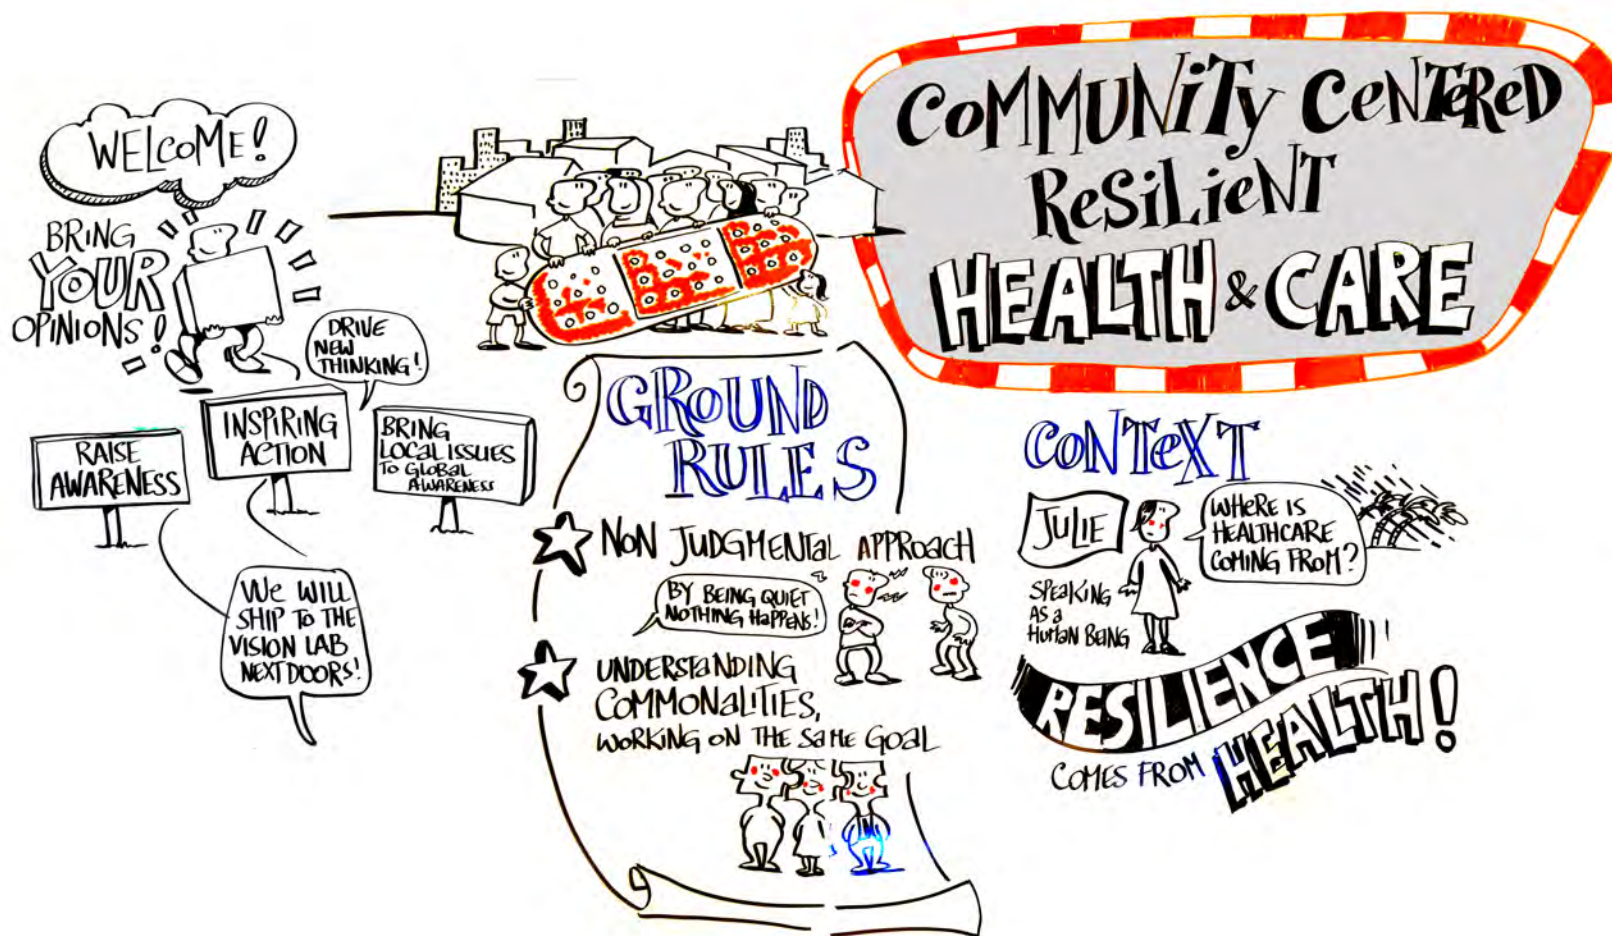 COMMUNITY CENTERED
RESILIENT
HEALTH & CARE
WELCOME!
BRING
YOUR
OPINIONS!
DRIVE
NEW
THINKING!
RAISE
AWARENESS
INSPIRING
ACTION
BRING
LOCAL ISSUES
TO GLOBAL
AWARENESS
WE WILL
SHIP TO THE
VISION LAB
NEXT DOORS!
GROUND
RULES
NON JUDGMENTAL APPROACH
BY BEING QUIET
NOTHING HAPPENS!
UNDERSTANDING
COMMONALITIES,
WORKING ON THE SAME GOAL
CONTEXT
JULIE
SPEAKING
AS A
HUMAN BEING
WHERE IS
HEALTHCARE
COMING FROM?
RESILIENCE
COMES FROM HEALTH!